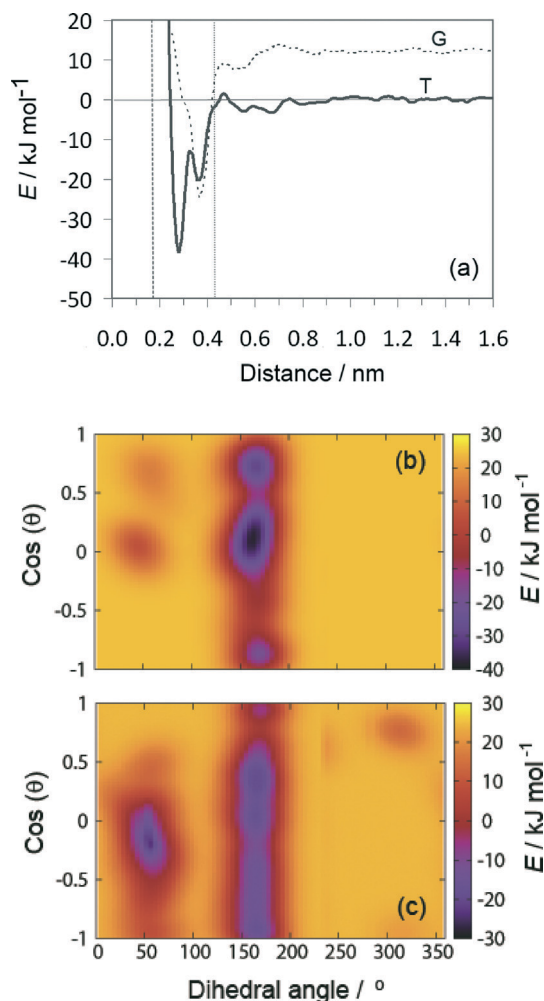 20
10
0
-10
-20
-30
-40
-50
E / kJ mol⁻¹
G
T
(a)
0.0 0.2 0.4 0.6 0.8 1.0 1.2 1.4 1.6
Distance / nm
1
0.5
0
-0.5
-1
Cos (θ)
(b)
30
20
10
0
-10
-20
-30
-40
E / kJ mol⁻¹
1
0.5
0
-0.5
-1
Cos (θ)
(c)
30
20
10
0
-10
-20
-30
E / kJ mol⁻¹
0 50 100 150 200 250 300 350
Dihedral angle / º